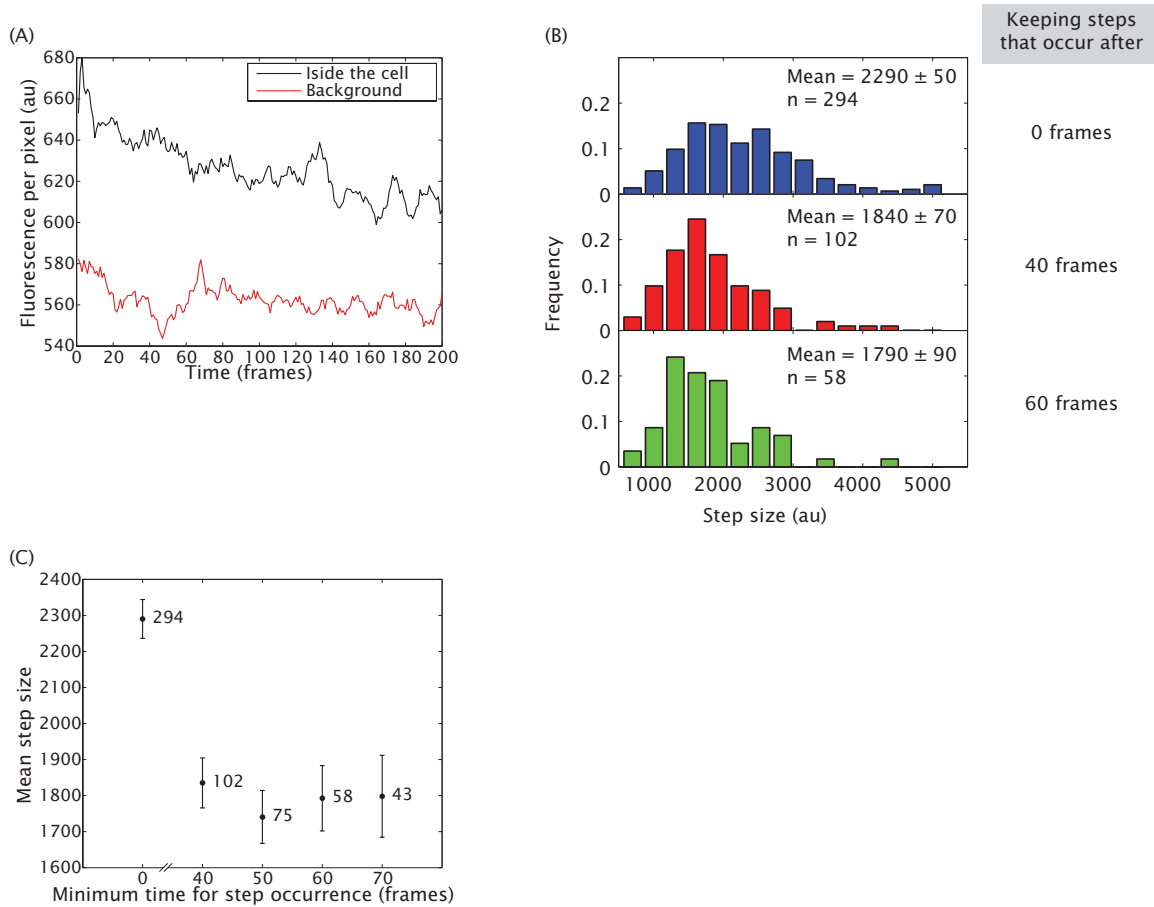 (A)
680
660
640
620
600
580
560
540
Fluorescence per pixel (au)
Iside the cell
Background
0 20 40 60 80 100 120 140 160 180 200
Time (frames)
(B)
Keeping steps
that occur after
Mean = 2290 ± 50
n = 294
0.2
0.1
0
0 frames
Mean = 1840 ± 70
n = 102
0.2
0.1
0
Frequency
40 frames
Mean = 1790 ± 90
n = 58
0.2
0.1
0
60 frames
1000 2000 3000 4000 5000
Step size (au)
(C)
2400
2300
2200
2100
2000
1900
1800
1700
1600
Mean step size
294
102
75
58
43
0 // 40 50 60 70
Minimum time for step occurrence (frames)